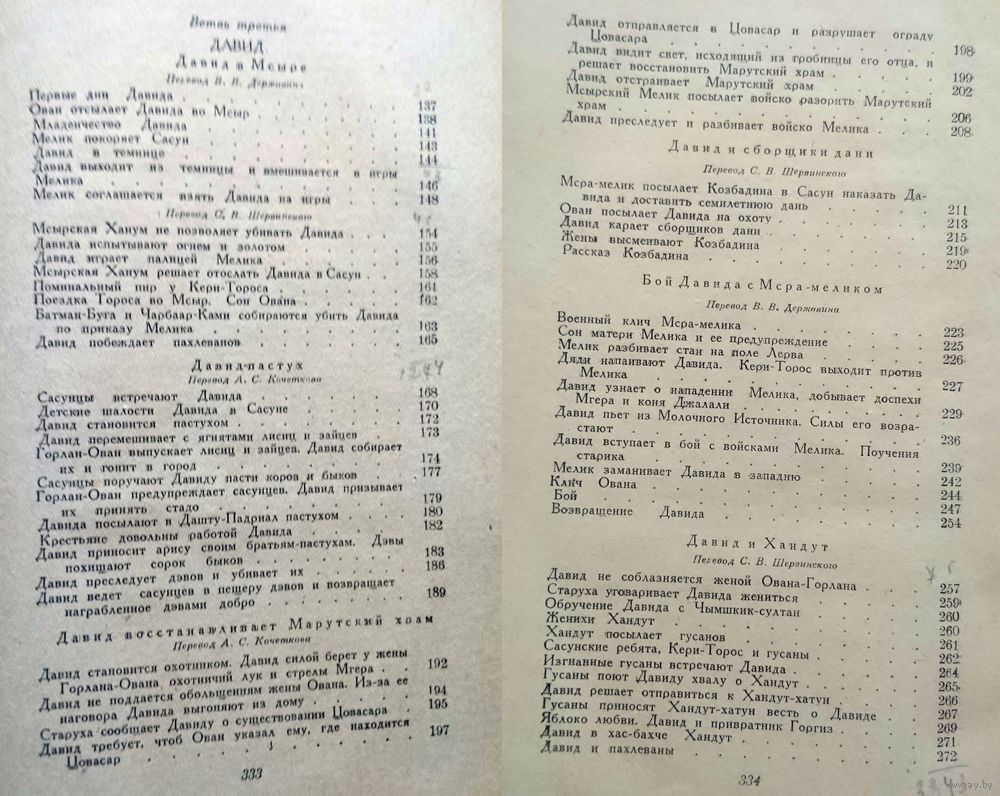 Ветвь третья
ДАВИД
Давид в Мсыре
Перевод В. В. Державина
Первые дни Давида . . . . . . 137
Ован отсылает Давида во Мсыр . . . . 138
Младенчество Давида . . . . . . 141
Мелик покоряет Сасун . . . . . . 143
Давид в темнице . . . . . . 144
Давид выходит из темницы и вмешивается в игры
Мелика . . . . . . 146
Мелик соглашается взять Давида на игры . . . 148
Перевод С. В. Шервинского
Мсырская Ханум не позволяет убивать Давида . . . 154
Давида испытывают огнем и золотом . . . 155
Давид играет палицей Мелика . . . . 156
Мсырская Ханум решает отослать Давида в Сасун . . 158
Поминальный пир у Кери-Тороса . . . . 161
Поездка Тороса во Мсыр. Сон Ована . . . . 162
Батман-Буга и Чарбаар-Ками собираются убить Давида
по приказу Мелика . . . . . . 163
Давид побеждает пахлеванов . . . . . 165
Давид-пастух
Перевод А. С. Кочеткова
Сасунцы встречают Давида . . . . . 168
Детские шалости Давида в Сасуне . . . . 170
Давид становится пастухом . . . . . 172
Давид перемешивает с ягнятами лисиц и зайцев . . 173
Горлан-Ован выпускает лисиц и зайцев. Давид собирает
их и гонит в город . . . . . . 174
Сасунцы поручают Давиду пасти коров и быков . . 177
Горлан-Ован предупреждает сасунцев. Давид призывает
их принять стадо . . . . . . 179
Давида посылают в Дашту-Падриал пастухом . . . 180
Крестьяне довольны работой Давида . . . . 182
Давид приносит арису своим братьям-пастухам. Дэвы
похищают сорок быков . . . . . 183
Давид преследует дэвов и убивает их . . . . 186
Давид ведет сасунцев в пещеру дэвов и возвращает
награбленное дэвами добро . . . . . 189
Давид восстанавливает Марутский храм
Перевод А. С. Кочеткова
Давид становится охотником. Давид силой берет у жены
Горлана-Ована охотничий лук и стрелы Мгера . . 192
Давид не поддается обольщениям жены Ована. Из-за ее
наговора Давида выгоняют из дому . . . . 194
Старуха сообщает Давиду о существовании Цовасара . 195
Давид требует, чтоб Ован указал ему, где находится
Цовасар . . . . . . 197
333
Давид отправляется в Цовасар и разрушает ограду
Цовасара . . . . . . 198
Давид видит свет, исходящий из гробницы его отца, и
решает восстановить Марутский храм . . . 199
Давид отстраивает Марутский храм . . . . 202
Мсырский Мелик посылает войско разорить Марутский
храм . . . . . . 206
Давид преследует и разбивает войско Мелика . . . 208
Давид и сборщики дани
Перевод С. В. Шервинского
Мсра-мелик посылает Козбадина в Сасун наказать Да-
вида и доставить семилетнюю дань . . . . 211
Ован посылает Давида на охоту . . . . . 213
Давид карает сборщиков дани . . . . . 215
Жены высмеивают Козбадина . . . . . 219
Рассказ Козбадина . . . . . . 220
Бой Давида с Мсра-меликом
Перевод В. В. Державина
Военный клич Мсра-мелика . . . . . 223
Сон матери Мелика и ее предупреждение . . . 225
Мелик разбивает стан на поле Лерва . . . . 226
Дяди напаивают Давида. Кери-Торос выходит против
Мелика . . . . . . 227
Давид узнает о нападении Мелика, добывает доспехи
Мгера и коня Джалали . . . . . 229
Давид пьет из Молочного Источника. Силы его возра-
стают . . . . . . 236
Давид вступает в бой с войсками Мелика. Поучения
старика . . . . . . 239
Мелик заманивает Давида в западню . . . . 242
Клич Ована . . . . . . 244
Бой . . . . . . 247
Возвращение Давида . . . . . . 254
Давид и Хандут
Перевод С. В. Шервинского
Давид не соблазняется женой Ована-Горлана . . . 257
Старуха уговаривает Давида жениться . . . . 259
Обручение Давида с Чымшкик-султан . . . . 260
Женихи Хандут . . . . . . 260
Хандут посылает гусанов . . . . . 261
Сасунские ребята, Кери-Торос и гусаны . . . . 262
Изгнанные гусаны встречают Давида . . . . 264
Гусаны поют Давиду хвалу о Хандут . . . . 265
Давид решает отправиться к Хандут-хатун . . . 266
Гусаны приносят Хандут-хатун весть о Давиде . . 267
Яблоко любви. Давид и привратник Горгиз . . . 269
Давид в хас-бахче Хандут . . . . . 271
Давид и пахлеваны . . . . . . 272
334
www.ay.by